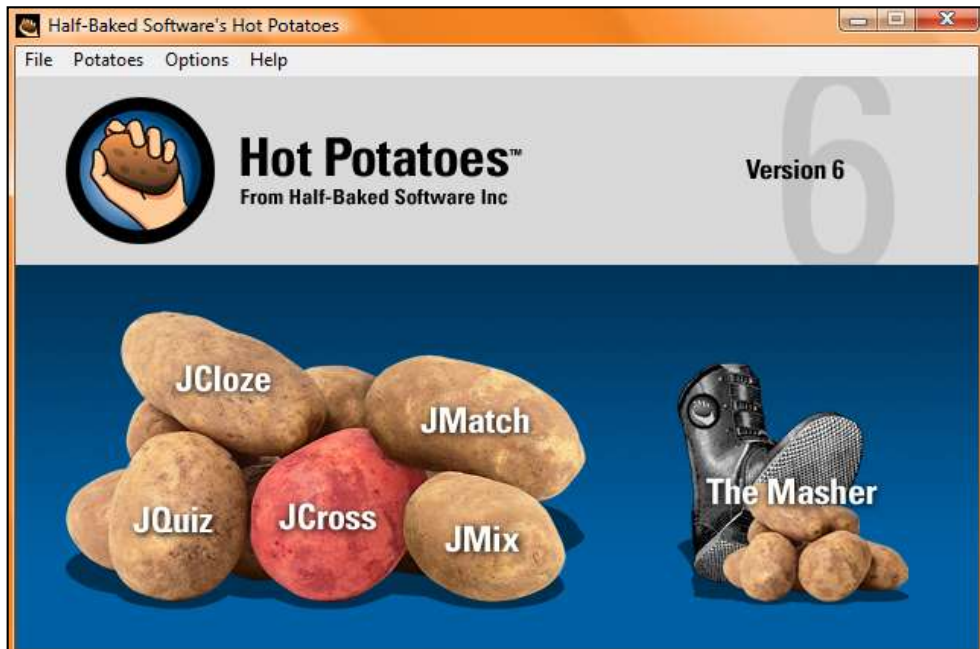 Half-Baked Software's Hot Potatoes
File Potatoes Options Help
Hot Potatoes™
From Half-Baked Software Inc
6
Version 6
JCloze
JMatch
JQuiz
JCross
JMix
The Masher